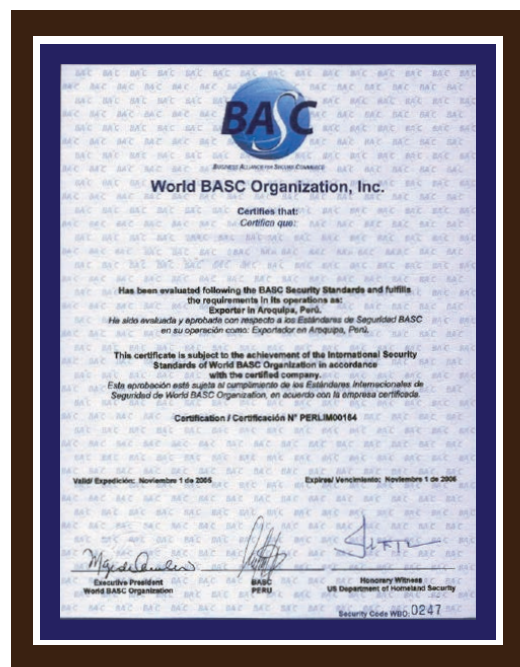 BASC
BUSINESS ALLIANCE FOR SECURE COMMERCE
World BASC Organization, Inc.
Certifies that:
Certifica que:
Has been evaluated following the BASC Security Standards and fulfills
the requirements in its operations as:
Exporter in Arequipa, Perú.
Ha sido evaluada y aprobada con respecto a los Estándares de Seguridad BASC
en su operación como: Exportador en Arequipa, Perú.
This certificate is subject to the achievement of the International Security
Standards of World BASC Organization in accordance
with the certified company.
Esta aprobación está sujeta al cumplimiento de los Estándares Internacionales de
Seguridad de World BASC Organization, en acuerdo con la empresa certificada.
Certification / Certificación N° PERLIM00164
Valid/ Expedición: Noviembre 1 de 2005 Expires/ Vencimiento: Noviembre 1 de 2006
Executive President BASC Honorary Witness
World BASC Organization PERU US Department of Homeland Security
Security Code WBO: 0247